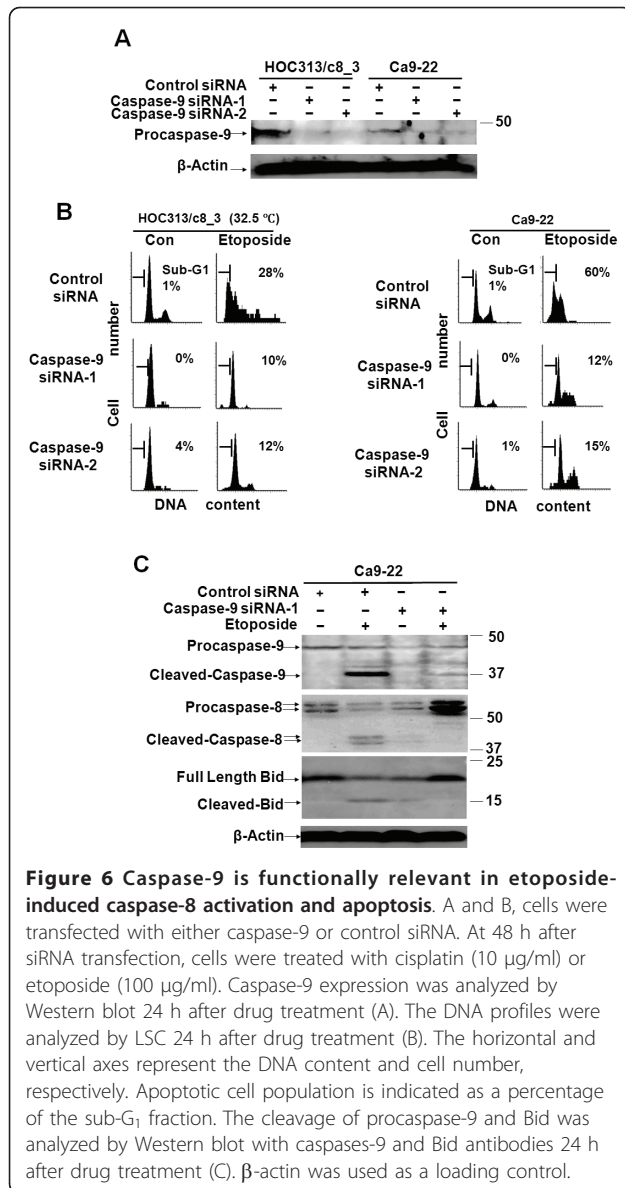 A
HOC313/c8_3 Ca9-22
Control siRNA + – – + – –
Caspase-9 siRNA-1 – + – – + –
Caspase-9 siRNA-2 – – + – – +
50
Procaspase-9
β-Actin
B
HOC313/c8_3 (32.5 ℃) Ca9-22
Con Etoposide Con Etoposide
Control siRNA Sub-G1 1% 28% Control siRNA Sub-G1 1% 60%
Caspase-9 siRNA-1 0% 10% Caspase-9 siRNA-1 0% 12%
Caspase-9 siRNA-2 4% 12% Caspase-9 siRNA-2 1% 15%
Cell number Cell number
DNA content DNA content
C
Ca9-22
Control siRNA + + – –
Caspase-9 siRNA-1 – – + +
Etoposide – + – +
50
Procaspase-9
Cleaved-Caspase-9 37
Procaspase-8
50
Cleaved-Caspase-8
37
25
Full Length Bid
Cleaved-Bid 15
β-Actin
Figure 6 Caspase-9 is functionally relevant in etoposide-
induced caspase-8 activation and apoptosis. A and B, cells were
transfected with either caspase-9 or control siRNA. At 48 h after
siRNA transfection, cells were treated with cisplatin (10 μg/ml) or
etoposide (100 μg/ml). Caspase-9 expression was analyzed by
Western blot 24 h after drug treatment (A). The DNA profiles were
analyzed by LSC 24 h after drug treatment (B). The horizontal and
vertical axes represent the DNA content and cell number,
respectively. Apoptotic cell population is indicated as a percentage
of the sub-G₁ fraction. The cleavage of procaspase-9 and Bid was
analyzed by Western blot with caspases-9 and Bid antibodies 24 h
after drug treatment (C). β-actin was used as a loading control.